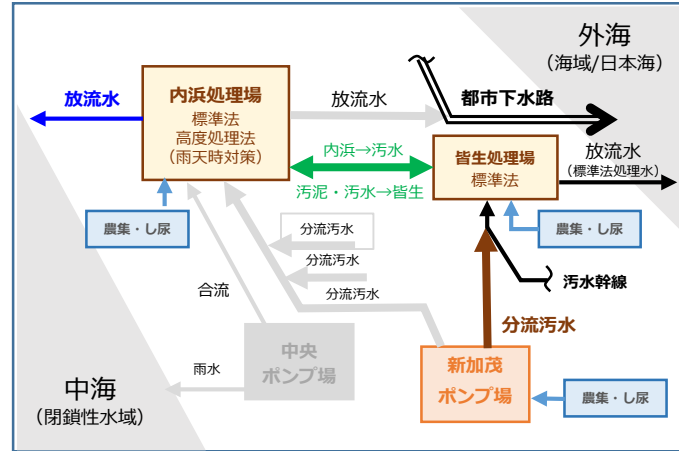 外海
（海域/日本海）
放流水
内浜処理場
標準法
高度処理法
（雨天時対策）
放流水
都市下水路
内浜→汚水
汚泥・汚水→皆生
皆生処理場
標準法
放流水
（標準法処理水）
農集・し尿
農集・し尿
分流汚水
分流汚水
分流汚水
汚水幹線
合流
分流汚水
中央
ポンプ場
雨水
新加茂
ポンプ場
農集・し尿
中海
（閉鎖性水域）